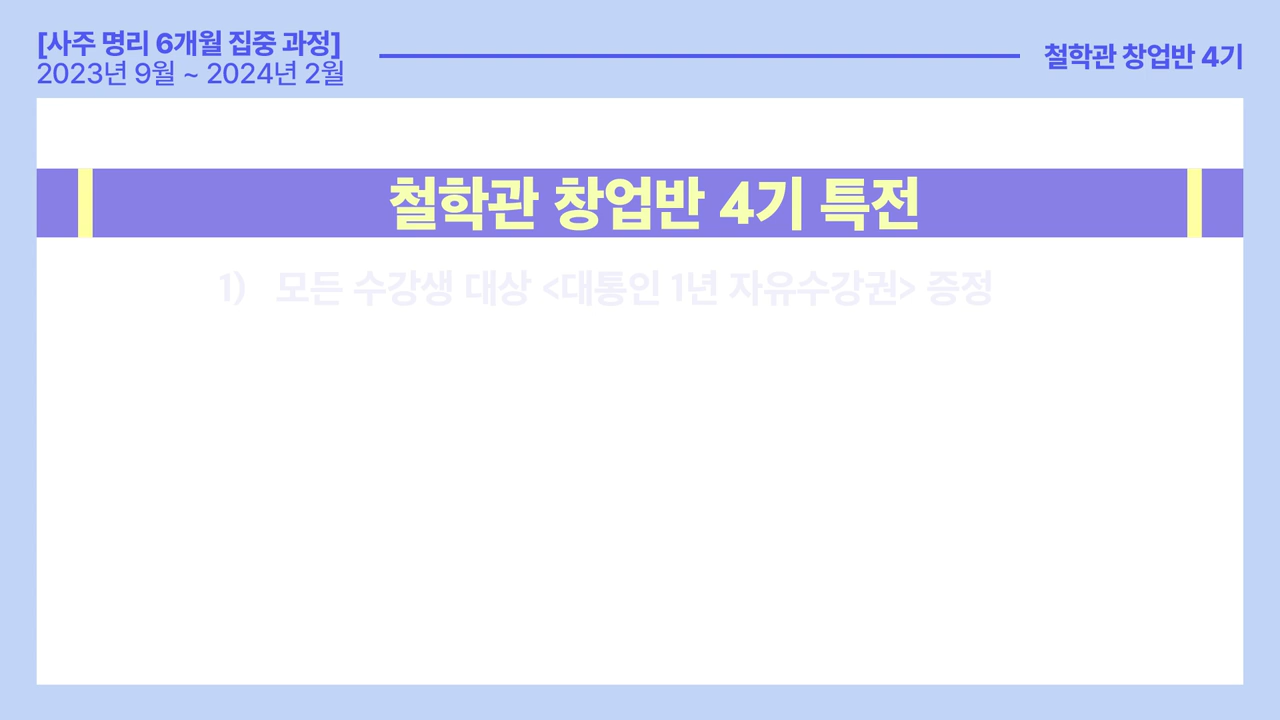 [사주 명리 6개월 집중 과정]
2023년 9월 ~ 2024년 2월
철학관 창업반 4기
철학관 창업반 4기 특전
1) 모든 수강생 대상 <대통인 1년 자유수강권> 증정